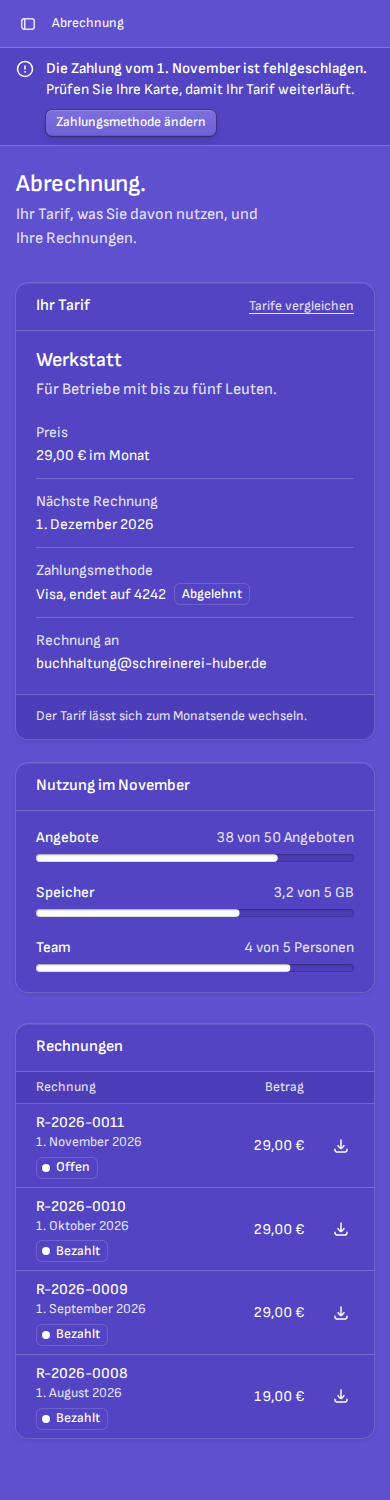 Abrechnung
Die Zahlung vom 1. November ist fehlgeschlagen.
Prüfen Sie Ihre Karte, damit Ihr Tarif weiterläuft.
Zahlungsmethode ändern
Abrechnung.
Ihr Tarif, was Sie davon nutzen, und
Ihre Rechnungen.
Ihr Tarif
Tarife vergleichen
Werkstatt
Für Betriebe mit bis zu fünf Leuten.
Preis
29,00 € im Monat
Nächste Rechnung
1. Dezember 2026
Zahlungsmethode
Visa, endet auf 4242 Abgelehnt
Rechnung an
buchhaltung@schreinerei-huber.de
Der Tarif lässt sich zum Monatsende wechseln.
Nutzung im November
Angebote 38 von 50 Angeboten
Speicher 3,2 von 5 GB
Team 4 von 5 Personen
Rechnungen
Rechnung Betrag
R-2026-0011
1. November 2026
Offen
29,00 €
R-2026-0010
1. Oktober 2026
Bezahlt
29,00 €
R-2026-0009
1. September 2026
Bezahlt
29,00 €
R-2026-0008
1. August 2026
Bezahlt
19,00 €